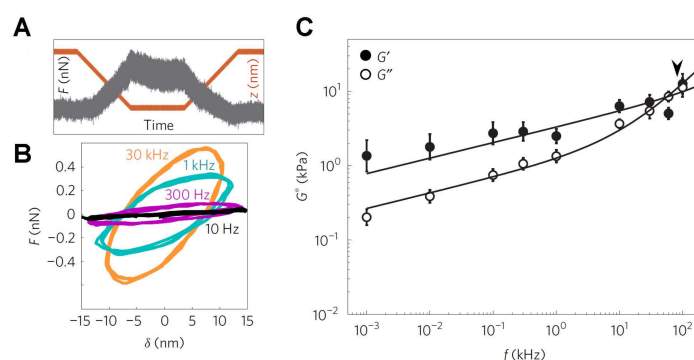 A
F (nN)
z (nm)
Time
B
F (nN)
0.4
0.2
0
−0.2
−0.4
30 kHz
1 kHz
300 Hz
10 Hz
−15 −10 −5 0 5 10 15
δ (nm)
C
G′
G″
G* (kPa)
10²
10¹
10⁰
10⁻¹
10⁻²
10⁻³ 10⁻² 10⁻¹ 10⁰ 10¹ 10²
f (kHz)